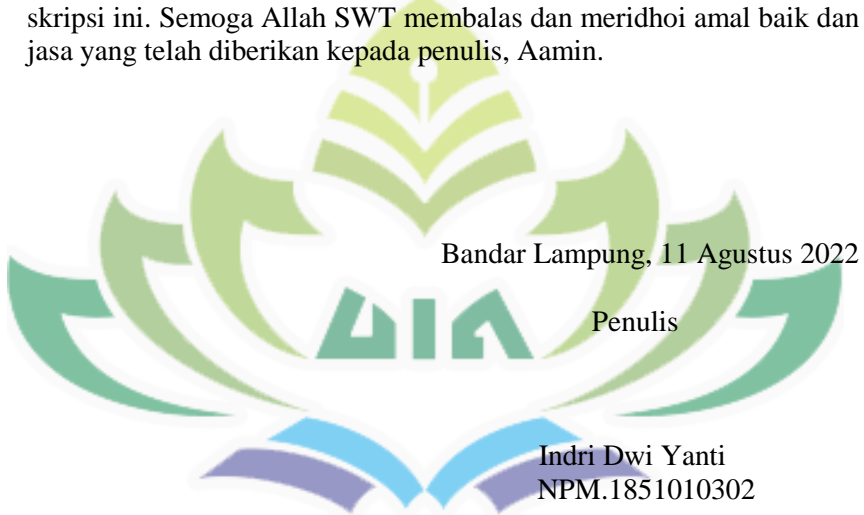 skripsi ini. Semoga Allah SWT membalas dan meridhoi amal baik dan
jasa yang telah diberikan kepada penulis, Aamin.
Bandar Lampung, 11 Agustus 2022
Penulis
UIN
Indri Dwi Yanti
NPM.1851010302